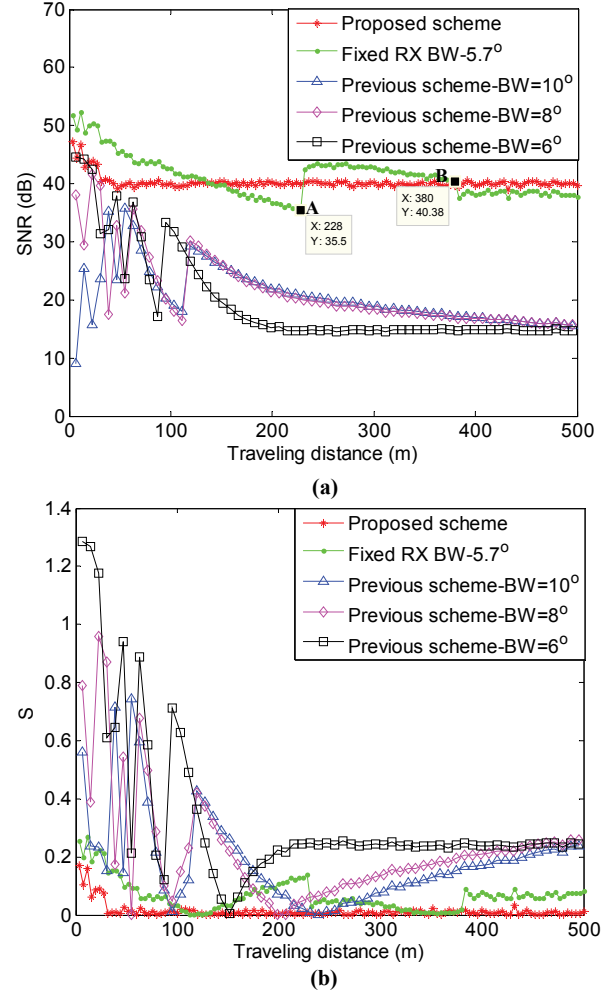 70
60
50
40
30
20
10
0
SNR (dB)
Proposed scheme
Fixed RX BW-5.7°
Previous scheme-BW=10°
Previous scheme-BW=8°
Previous scheme-BW=6°
A
X: 228
Y: 35.5
B
X: 380
Y: 40.38
0 100 200 300 400 500
Traveling distance (m)
(a)
1.4
1.2
1
0.8
0.6
0.4
0.2
0
S
Proposed scheme
Fixed RX BW-5.7°
Previous scheme-BW=10°
Previous scheme-BW=8°
Previous scheme-BW=6°
0 100 200 300 400 500
Traveling distance (m)
(b)